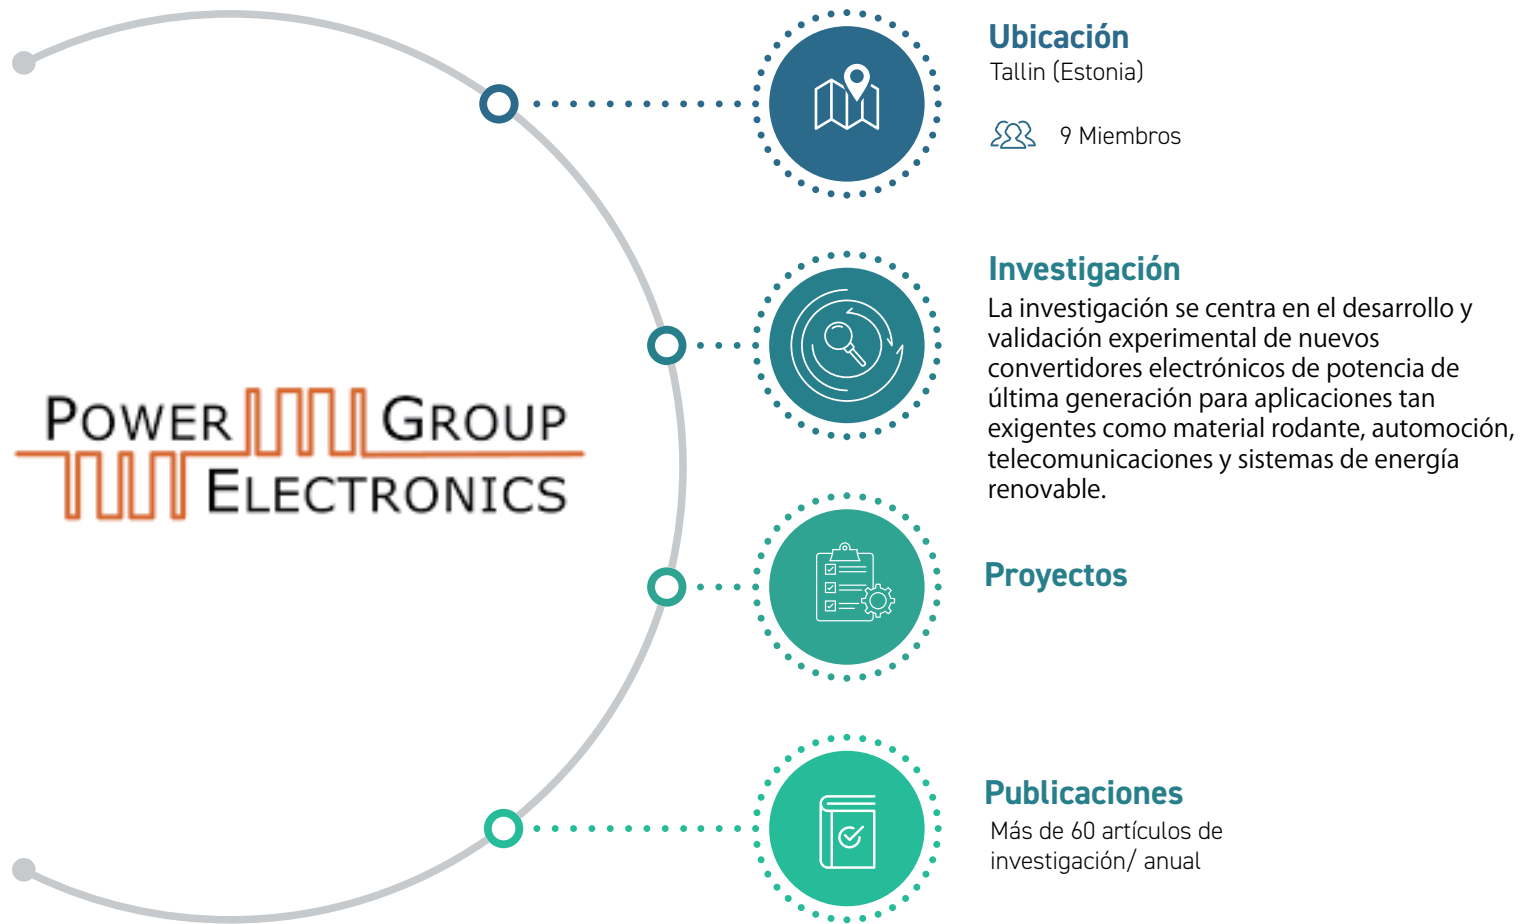 POWER GROUP
ELECTRONICS
Ubicación
Tallin (Estonia)
9 Miembros
Investigación
La investigación se centra en el desarrollo y
validación experimental de nuevos
convertidores electrónicos de potencia de
última generación para aplicaciones tan
exigentes como material rodante, automoción,
telecomunicaciones y sistemas de energía
renovable.
Proyectos
Publicaciones
Más de 60 artículos de
investigación/ anual